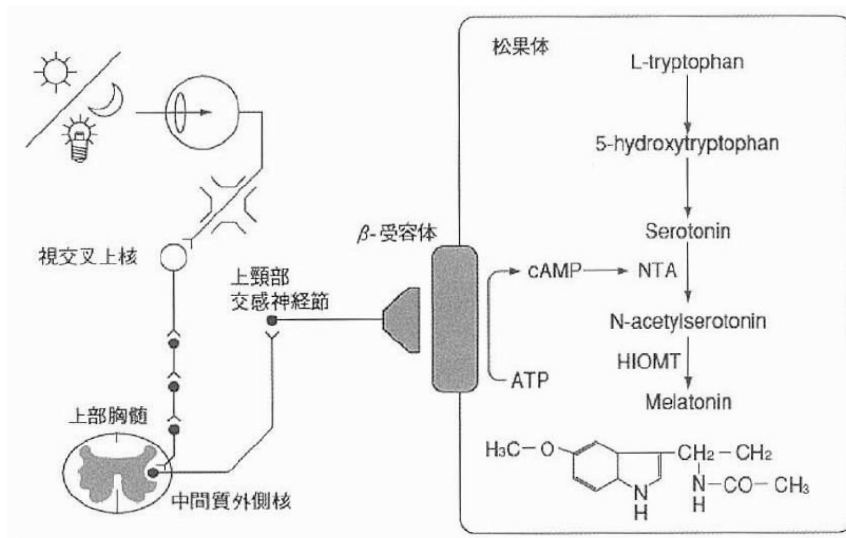 視交叉上核
上部胸髄
中間質外側核
上頸部
交感神経節
β-受容体
松果体
L-tryptophan
5-hydroxytryptophan
Serotonin
cAMP
NTA
N-acetylserotonin
HIOMT
ATP
Melatonin
H₃C-O
CH₂-CH₂
N-CO-CH₃
H
N
H